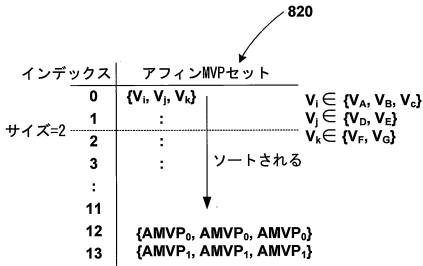 820
インデックス アフィンMVPセット
0 {Vi, Vj, Vk} Vi ∈ {VA, VB, Vc}
1 : Vj ∈ {VD, VE}
サイズ=2
2 : Vk∈ {VF, VG}
3 : ソートされる
:
11
12 {AMVP0, AMVP0, AMVP0}
13 {AMVP1, AMVP1, AMVP1}